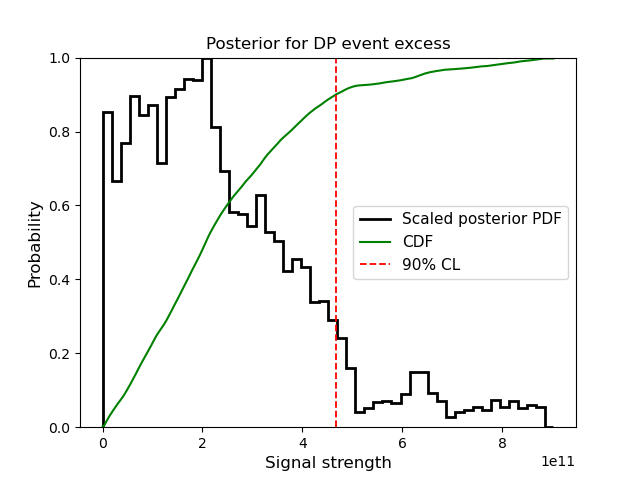 Posterior for DP event excess
Probability
1.0
0.8
0.6
0.4
0.2
0.0
Scaled posterior PDF
CDF
90% CL
0 2 4 6 8
1e11
Signal strength